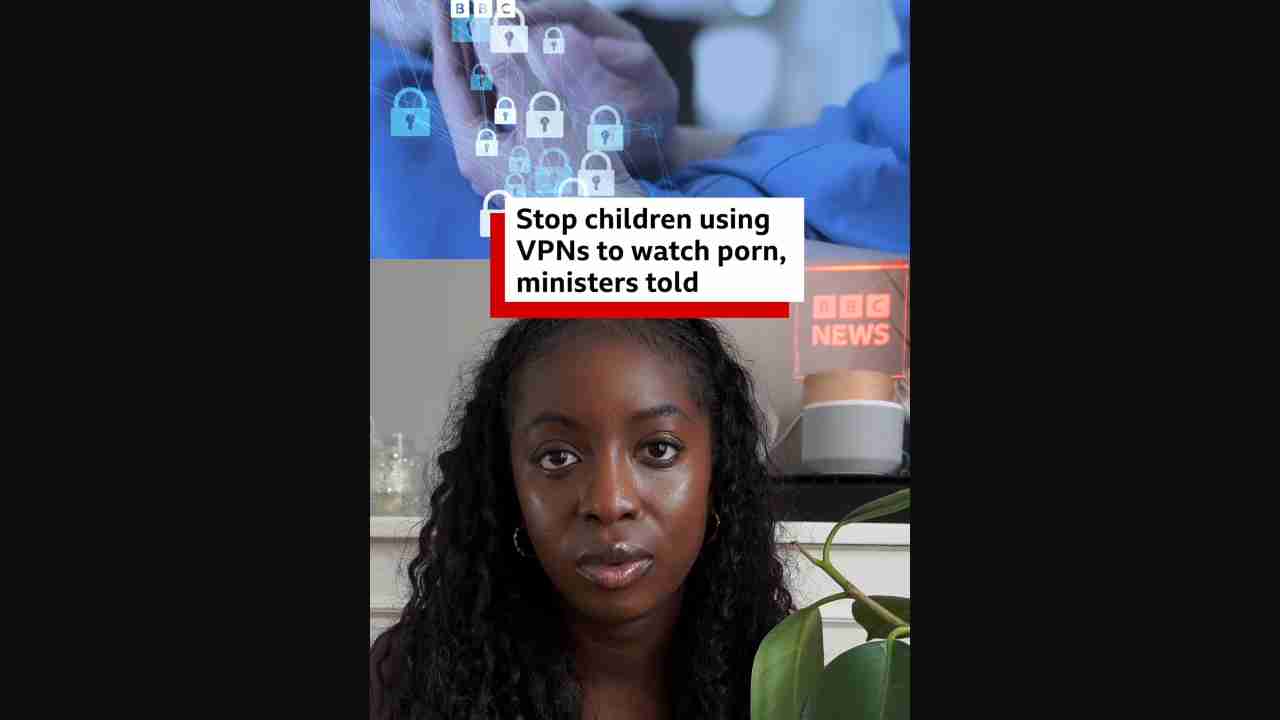 BBC
Stop children using
VPNs to watch porn,
ministers told
BBC
NEWS